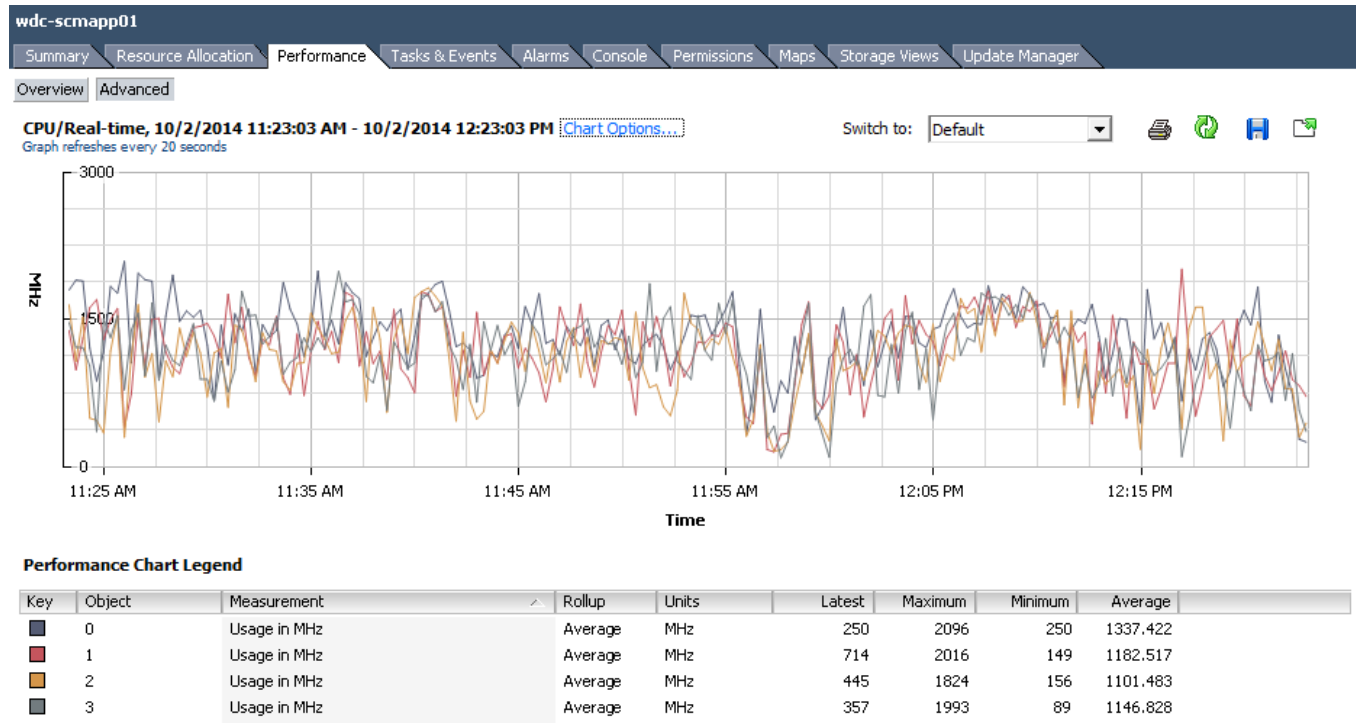 wdc-scmapp01
Summary Resource Allocation Performance Tasks & Events Alarms Console Permissions Maps Storage Views Update Manager
Overview Advanced
CPU/Real-time, 10/2/2014 11:23:03 AM - 10/2/2014 12:23:03 PM Chart Options... Switch to: Default
Graph refreshes every 20 seconds
3000
MHz
1500
0
11:25 AM 11:35 AM 11:45 AM 11:55 AM 12:05 PM 12:15 PM
Time
Performance Chart Legend
Key Object Measurement Rollup Units Latest Maximum Minimum Average
0 Usage in MHz Average MHz 250 2096 250 1337.422
1 Usage in MHz Average MHz 714 2016 149 1182.517
2 Usage in MHz Average MHz 445 1824 156 1101.483
3 Usage in MHz Average MHz 357 1993 89 1146.828